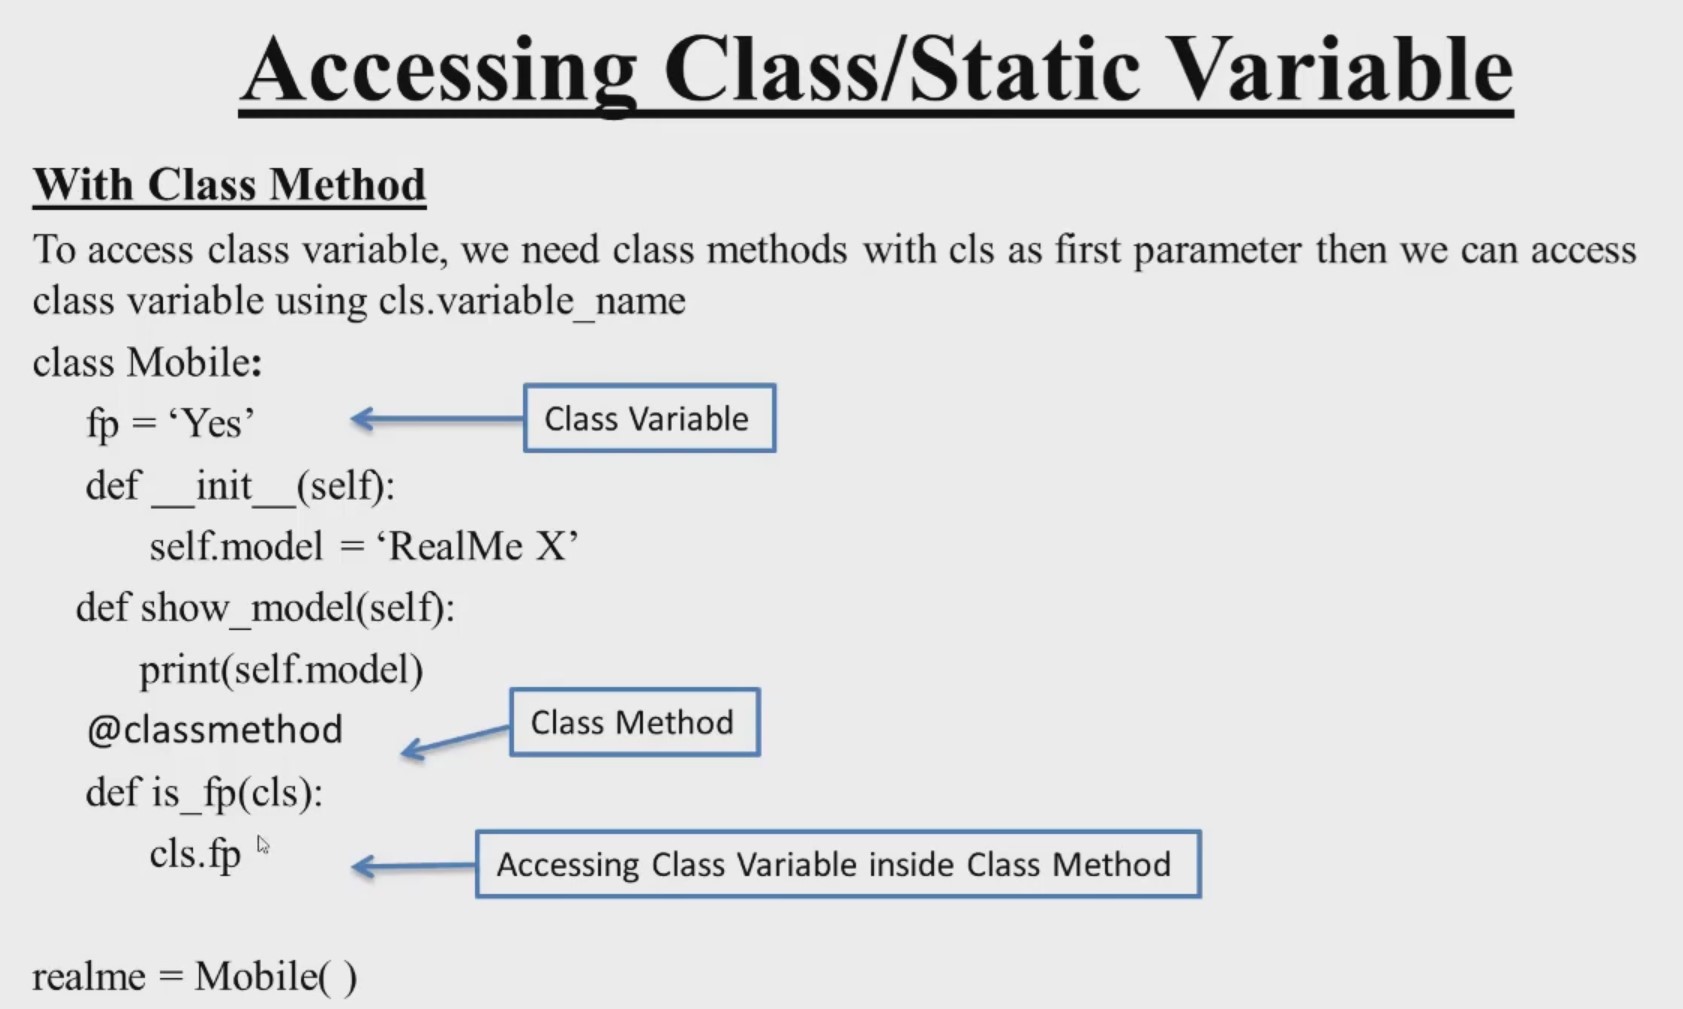 Accessing Class/Static Variable
With Class Method
To access class variable, we need class methods with cls as first parameter then we can access
class variable using cls.variable_name
class Mobile:
fp = ‘Yes’
Class Variable
def __init__(self):
self.model = ‘RealMe X’
def show_model(self):
print(self.model)
@classmethod
Class Method
def is_fp(cls):
cls.fp
Accessing Class Variable inside Class Method
realme = Mobile( )